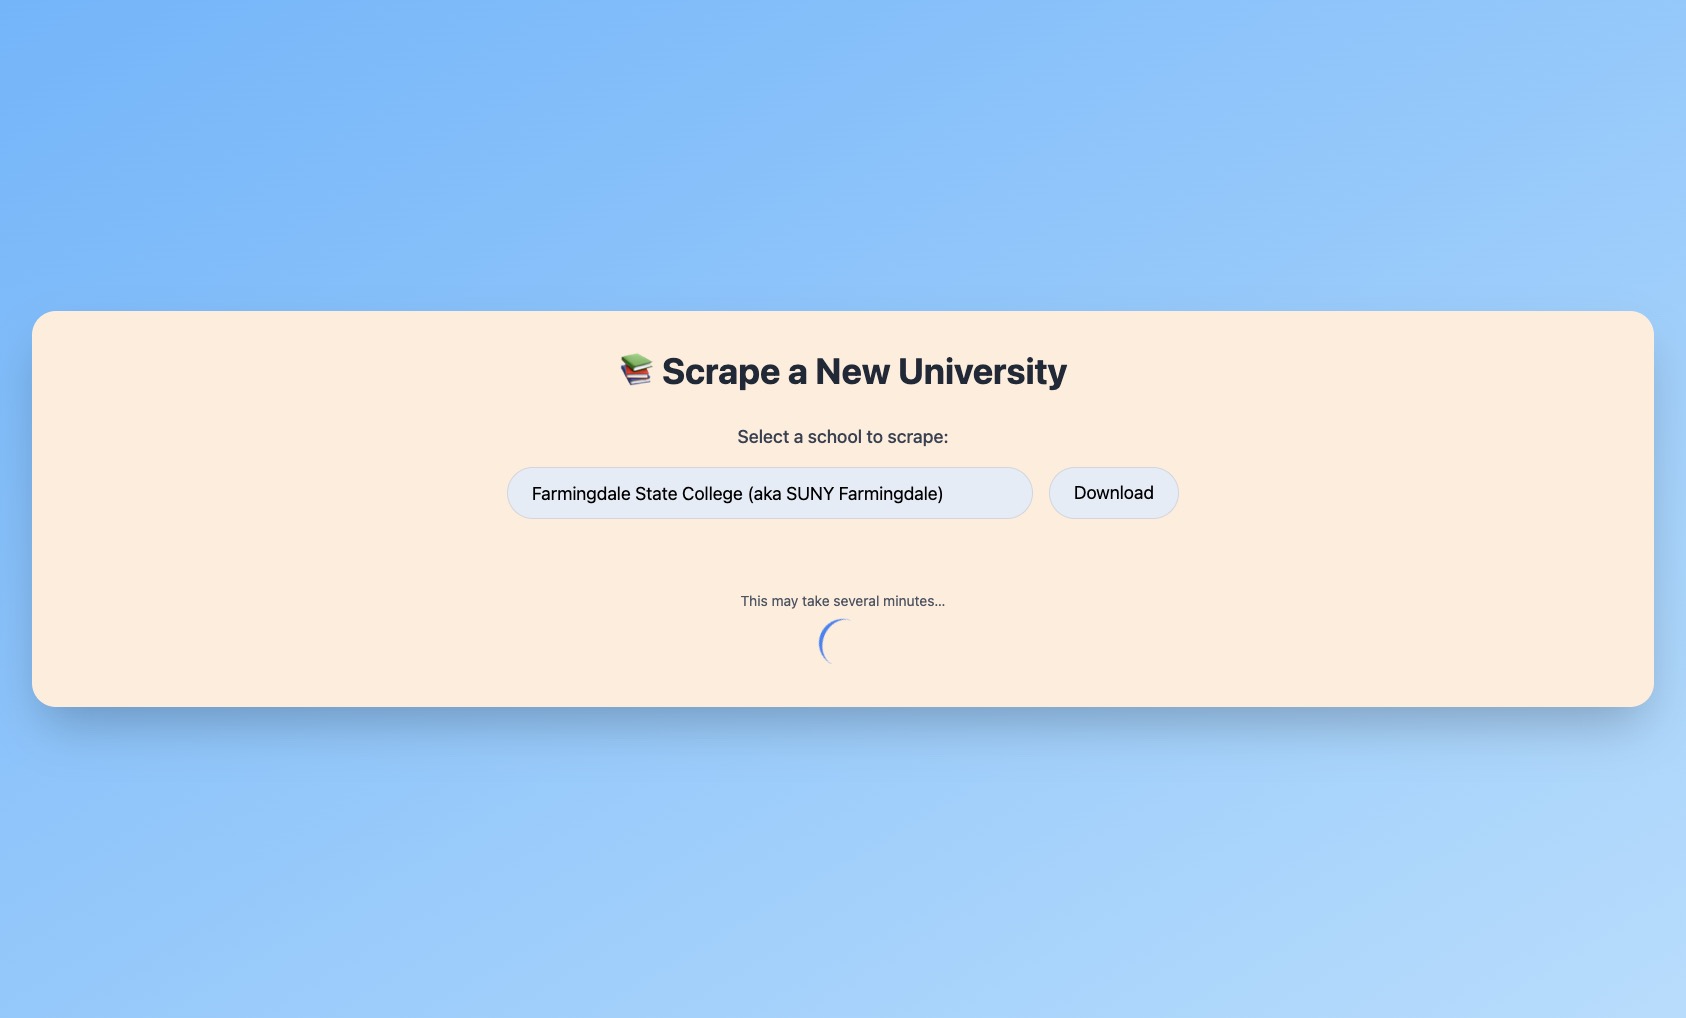 Scrape a New University
Select a school to scrape:
Farmingdale State College (aka SUNY Farmingdale)
Download
This may take several minutes...